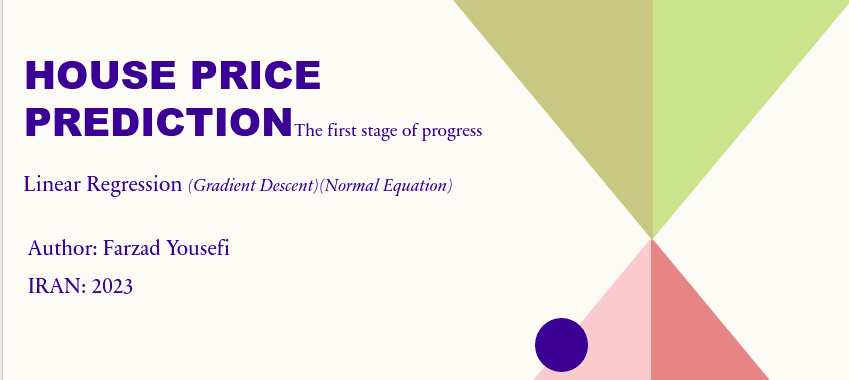 HOUSE PRICE
PREDICTION The first stage of progress
Linear Regression (Gradient Descent)(Normal Equation)
Author: Farzad Yousefi
IRAN: 2023